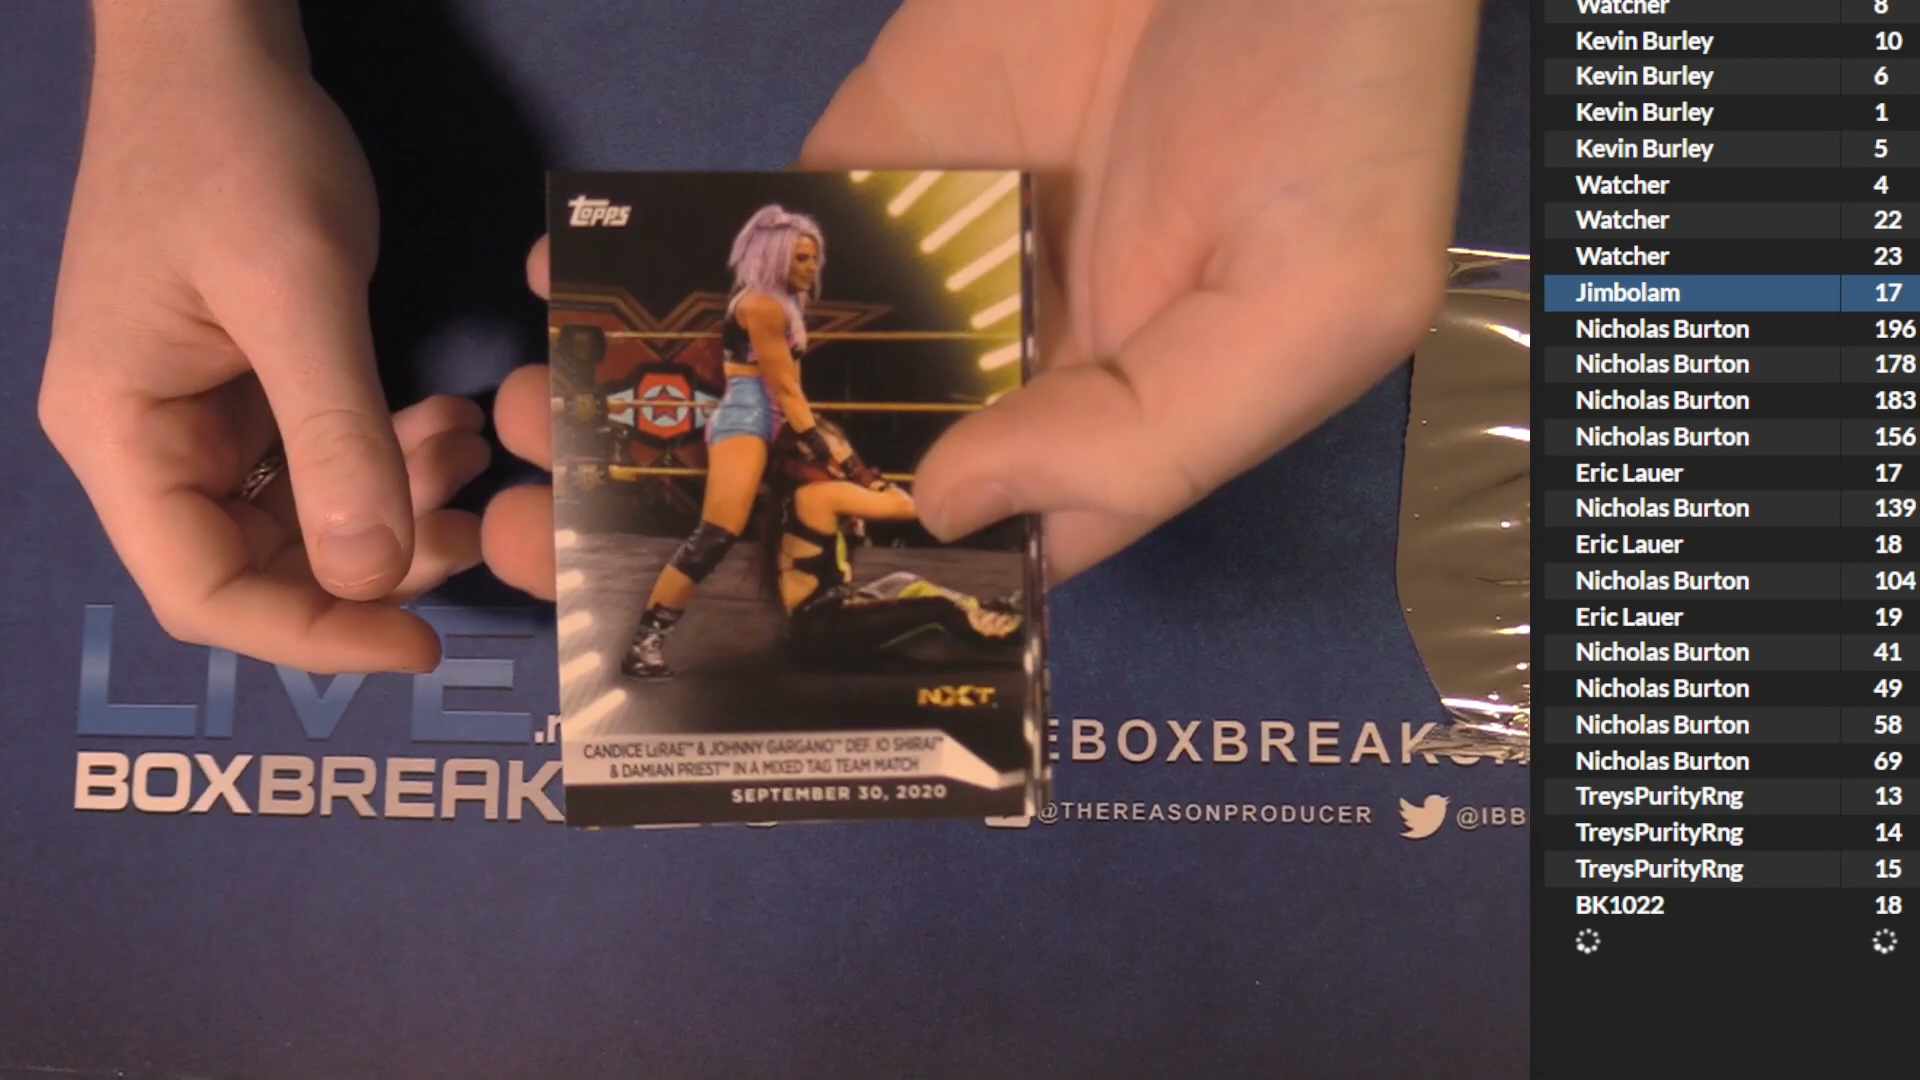 Topps
NXT
CANDICE LeRAE™ & JOHNNY GARGANO™ DEF. IO SHIRAI™
& DAMIAN PRIEST™ IN A MIXED TAG TEAM MATCH
SEPTEMBER 30, 2020
LIVE
BOXBREAK
EBOXBREAK
@THEREASONPRODUCER
@IBB
Watcher 8
Kevin Burley 10
Kevin Burley 6
Kevin Burley 1
Kevin Burley 5
Watcher 4
Watcher 22
Watcher 23
Jimbolam 17
Nicholas Burton 196
Nicholas Burton 178
Nicholas Burton 183
Nicholas Burton 156
Eric Lauer 17
Nicholas Burton 139
Eric Lauer 18
Nicholas Burton 104
Eric Lauer 19
Nicholas Burton 41
Nicholas Burton 49
Nicholas Burton 58
Nicholas Burton 69
TreysPurityRng 13
TreysPurityRng 14
TreysPurityRng 15
BK1022 18